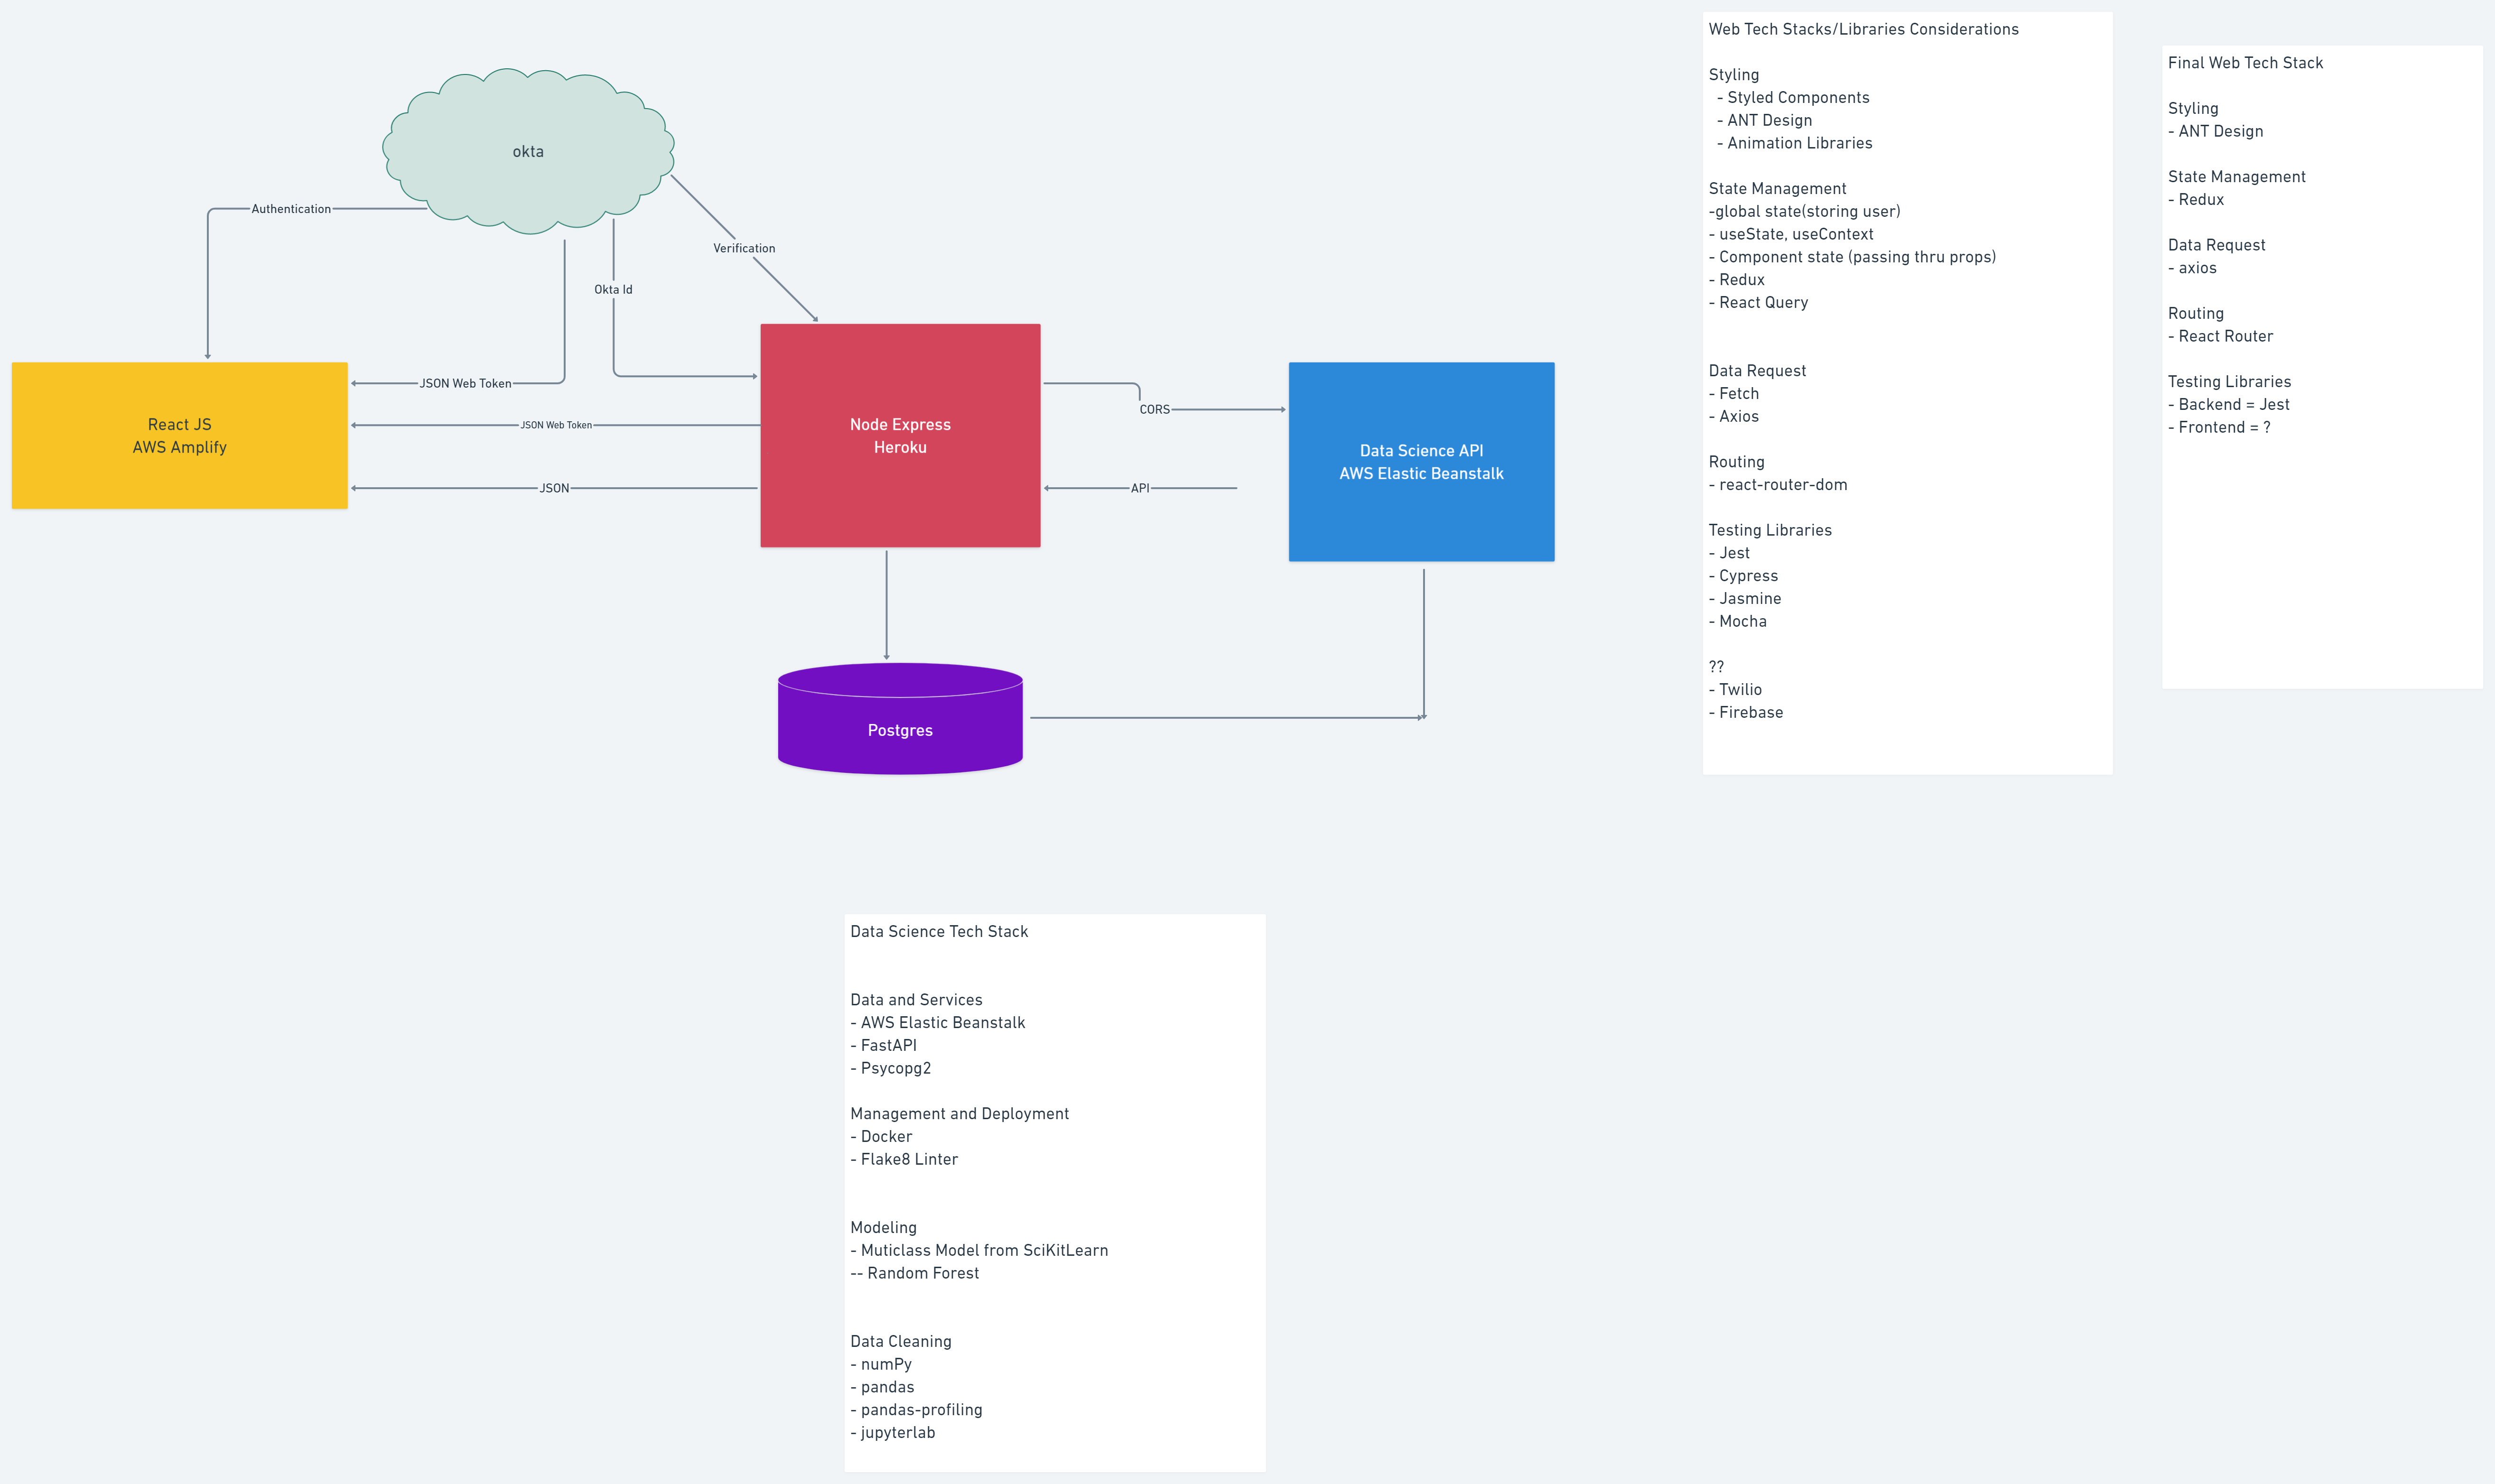 okta
Authentication
Verification
Okta Id
JSON Web Token
JSON Web Token
JSON
React JS
AWS Amplify
Node Express
Heroku
CORS
API
Data Science API
AWS Elastic Beanstalk
Postgres
Web Tech Stacks/Libraries Considerations
Styling
- Styled Components
- ANT Design
- Animation Libraries
State Management
-global state(storing user)
- useState, useContext
- Component state (passing thru props)
- Redux
- React Query
Data Request
- Fetch
- Axios
Routing
- react-router-dom
Testing Libraries
- Jest
- Cypress
- Jasmine
- Mocha
??
- Twilio
- Firebase
Final Web Tech Stack
Styling
- ANT Design
State Management
- Redux
Data Request
- axios
Routing
- React Router
Testing Libraries
- Backend = Jest
- Frontend = ?
Data Science Tech Stack
Data and Services
- AWS Elastic Beanstalk
- FastAPI
- Psycopg2
Management and Deployment
- Docker
- Flake8 Linter
Modeling
- Muticlass Model from SciKitLearn
-- Random Forest
Data Cleaning
- numPy
- pandas
- pandas-profiling
- jupyterlab